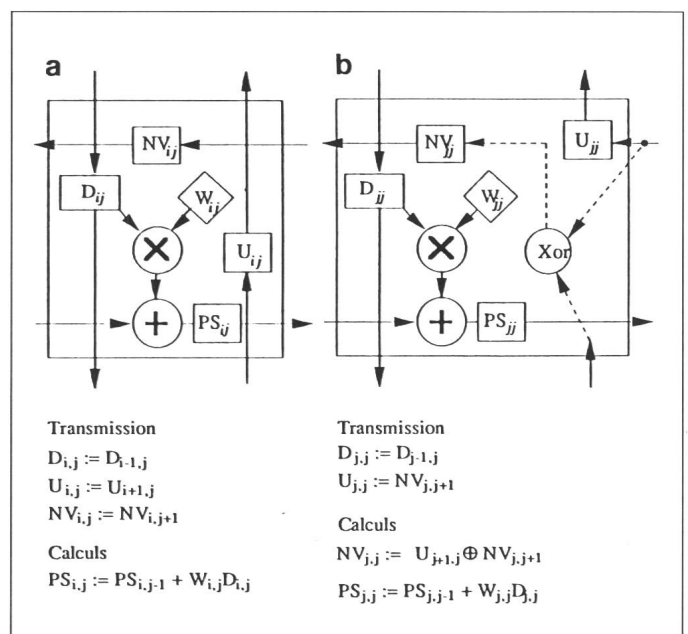 a
b
NVij
Dij
Wij
Uij
PSij
NVjj
Ujj
Djj
Wjj
Xor
PSjj
Transmission
Di,j := Di-1,j
Ui,j := Ui+1,j
NVi,j := NVi,j+1
Calculs
PSi,j := PSi,j-1 + Wi,jDi,j
Transmission
Dj,j := Dj-1,j
Uj,j := NVj,j+1
Calculs
NVj,j := Uj+1,j ⊕ NVj,j+1
PSj,j := PSj,j-1 + Wj,jDj,j